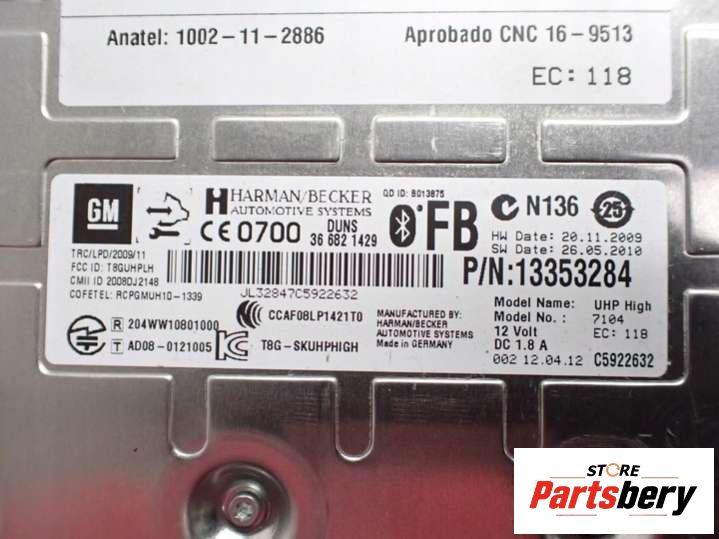 Anatel: 1002-11-2886
Aprobado CNC 16-9513
EC: 118
GM
HARMAN/BECKER
AUTOMOTIVE SYSTEMS
QD ID: B013875
CE 0700
DUNS
36 682 1429
FB
N136
25
HW Date: 20.11.2009
SW Date: 26.05.2010
TRC/LPD/2009/11
FCC ID: T8GUHPLH
CMII ID 2008DJ2148
COFETEL: RCPGMUH10-1339
JL32847C5922632
P/N:13353284
R 204WW10801000
T AD08-0121005
CCAF08LP1421T0
T8G-SKUHPHIGH
MANUFACTURED BY:
HARMAN/BECKER
AUTOMOTIVE SYSTEMS
Made in GERMANY
Model Name: UHP High
Model No.: 7104
12 Volt EC: 118
DC 1.8 A
002 12.04.12 C5922632
STORE
Partsbery